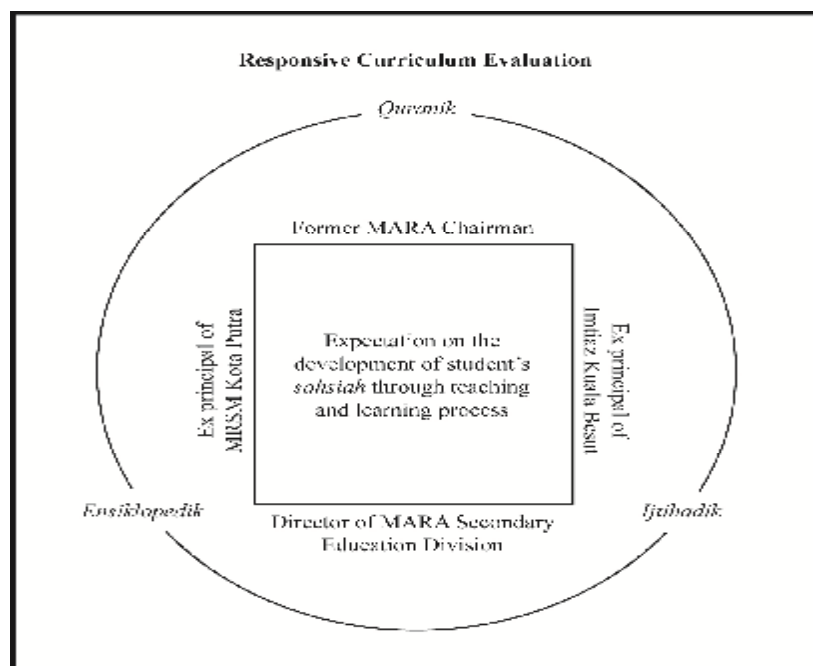 Responsive Curriculum Evaluation
Quranik
Former MARA Chairman
Ex principal of
MRSM Kota Putra
Expectation on the
development of student's
sahsiah through teaching
and learning process
Ex principal of
Imtiaz Kuala Besut
Ensiklopedik
Ijtihadik
Director of MARA Secondary
Education Division